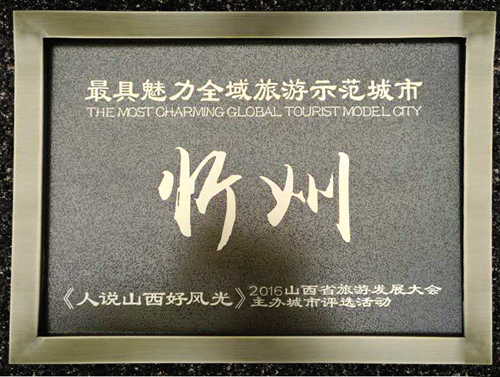 最具魅力全域旅游示范城市
THE MOST CHARMING GLOBAL TOURIST MODEL CITY
忻州
《人说山西好风光》2016山西省旅游发展大会
主办城市评选活动